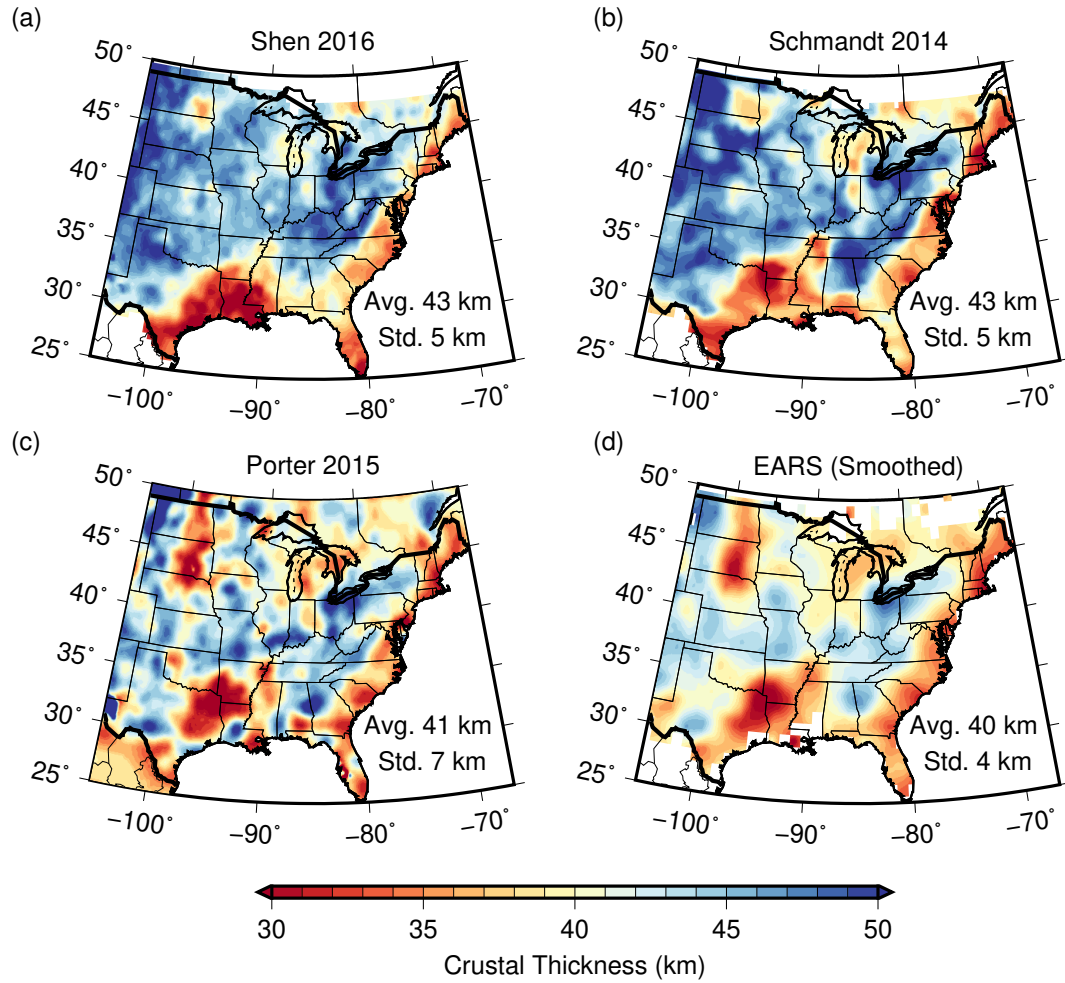 (a)
Shen 2016
50°
45°
40°
35°
30°
25°
Avg. 43 km
Std. 5 km
−100° −90° −80° −70°
(b)
Schmandt 2014
50°
45°
40°
35°
30°
25°
Avg. 43 km
Std. 5 km
−100° −90° −80° −70°
(c)
Porter 2015
50°
45°
40°
35°
30°
25°
Avg. 41 km
Std. 7 km
−100° −90° −80° −70°
(d)
EARS (Smoothed)
50°
45°
40°
35°
30°
25°
Avg. 40 km
Std. 4 km
−100° −90° −80° −70°
30 35 40 45 50
Crustal Thickness (km)